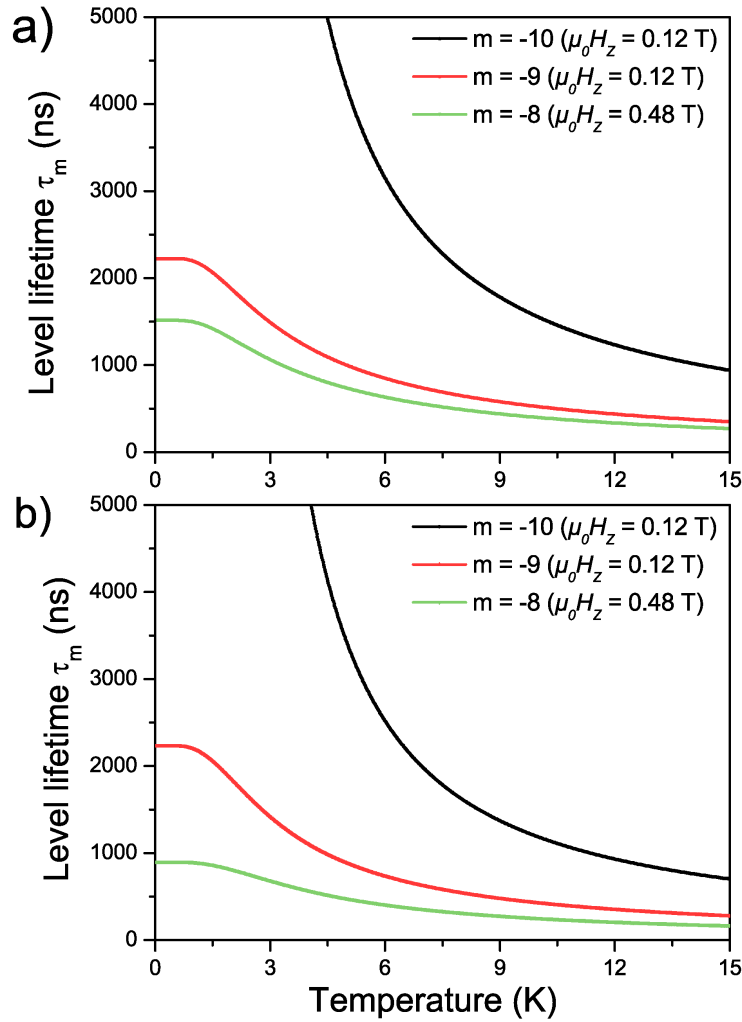 a)
Level lifetime τm (ns)
5000
4000
3000
2000
1000
0
m = -10 (μ0Hz = 0.12 T)
m = -9 (μ0Hz = 0.12 T)
m = -8 (μ0Hz = 0.48 T)
0 3 6 9 12 15
b)
Level lifetime τm (ns)
5000
4000
3000
2000
1000
0
m = -10 (μ0HZ = 0.12 T)
m = -9 (μ0HZ = 0.12 T)
m = -8 (μ0HZ = 0.48 T)
0 3 6 9 12 15
Temperature (K)